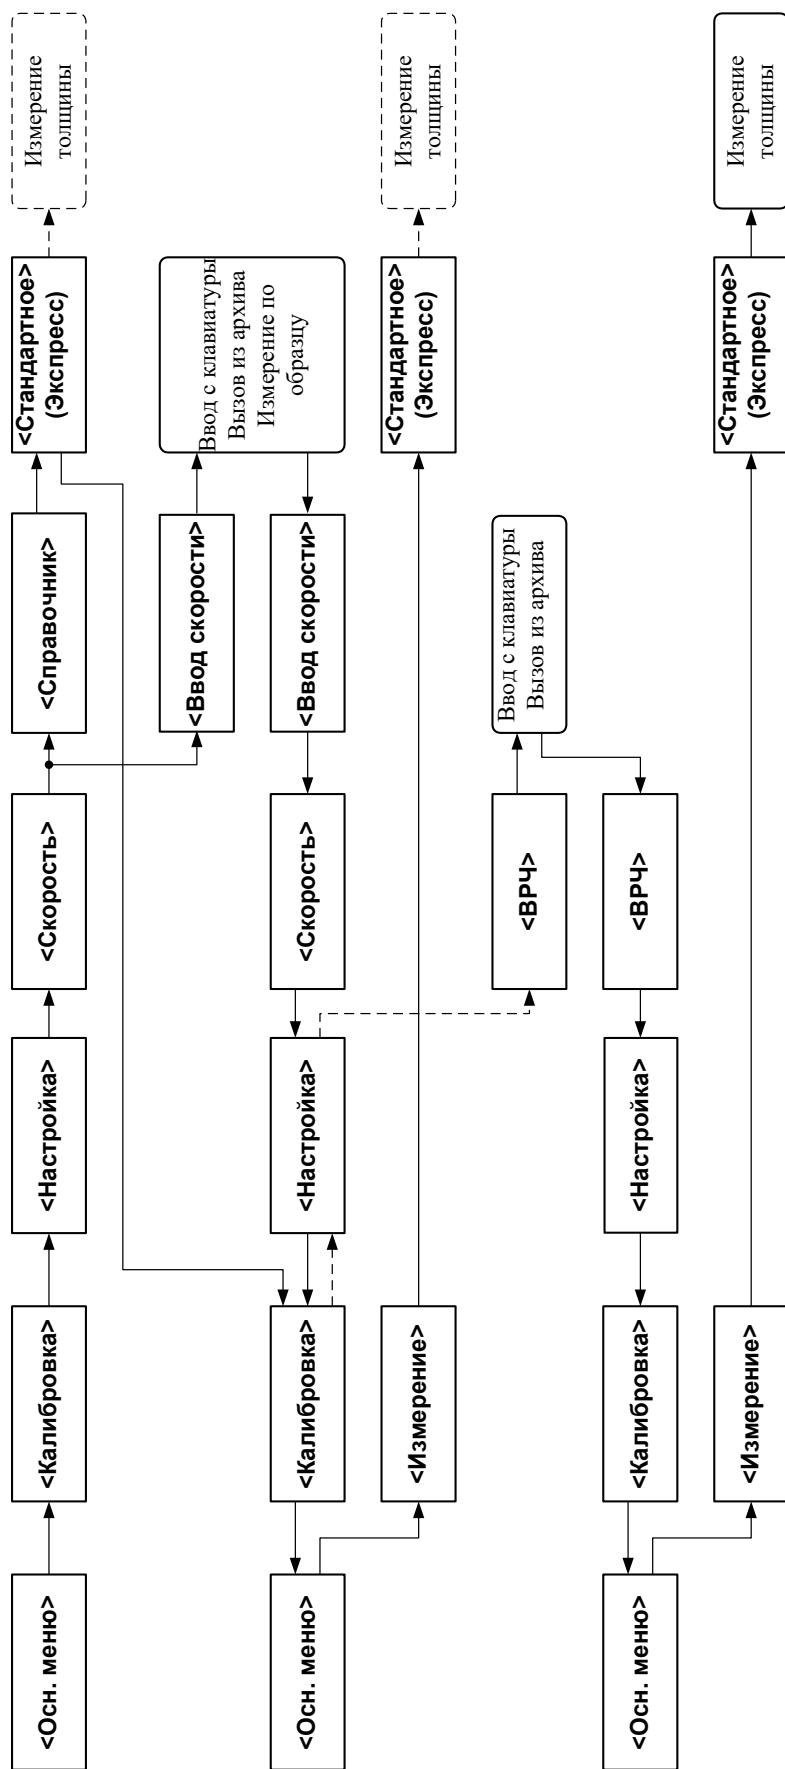 <Осн. меню>
<Калибровка>
<Настройка>
<Скорость>
<Справочник>
<Стандартное>
(Экспресс)
Измерение
толщины
<Ввод скорости>
Ввод с клавиатуры
Вызов из архива
Измерение по
образцу
<Осн. меню>
<Калибровка>
<Настройка>
<Скорость>
<Ввод скорости>
<Измерение>
<Стандартное>
(Экспресс)
Измерение
толщины
<ВРЧ>
Ввод с клавиатуры
Вызов из архива
<Осн. меню>
<Калибровка>
<Настройка>
<ВРЧ>
<Измерение>
<Стандартное>
(Экспресс)
Измерение
толщины